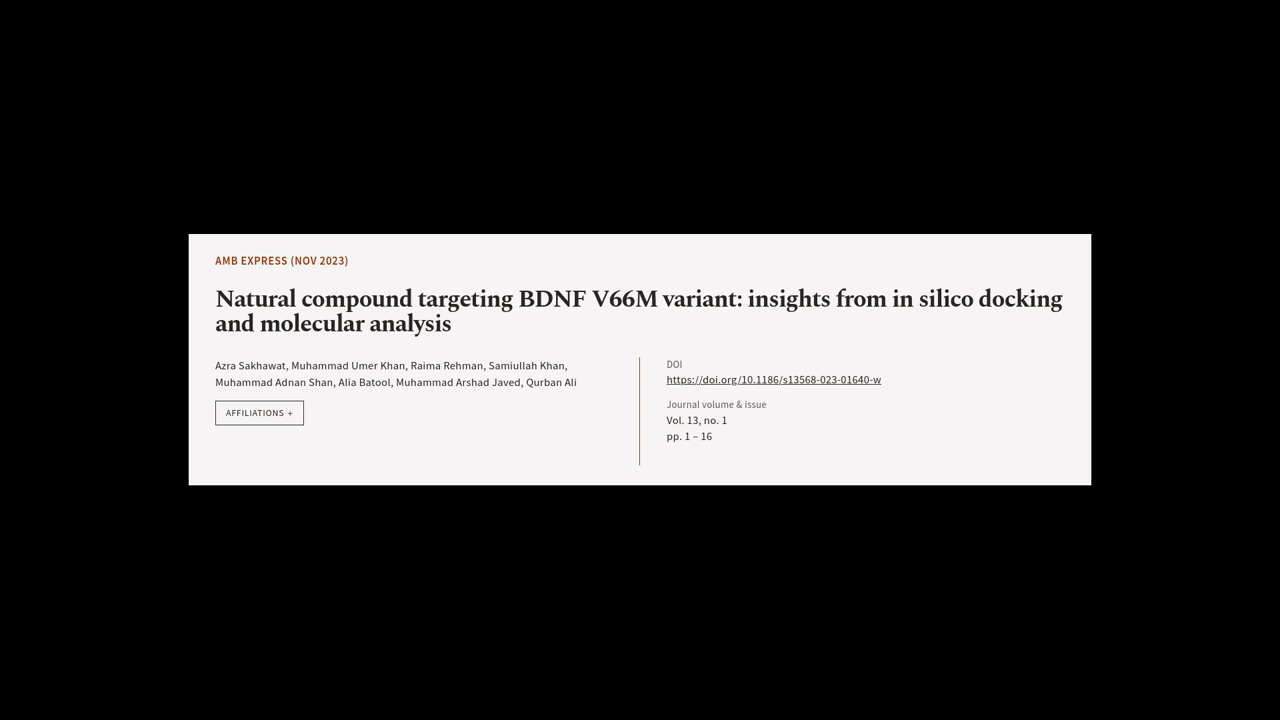 AMB EXPRESS (NOV 2023)
Natural compound targeting BDNF V66M variant: insights from in silico docking
and molecular analysis
Azra Sakhawat, Muhammad Umer Khan, Raima Rehman, Samiullah Khan,
Muhammad Adnan Shan, Alia Batool, Muhammad Arshad Javed, Qurban Ali
AFFILIATIONS +
DOI
https://doi.org/10.1186/s13568-023-01640-w
Journal volume & issue
Vol. 13, no. 1
pp. 1 – 16